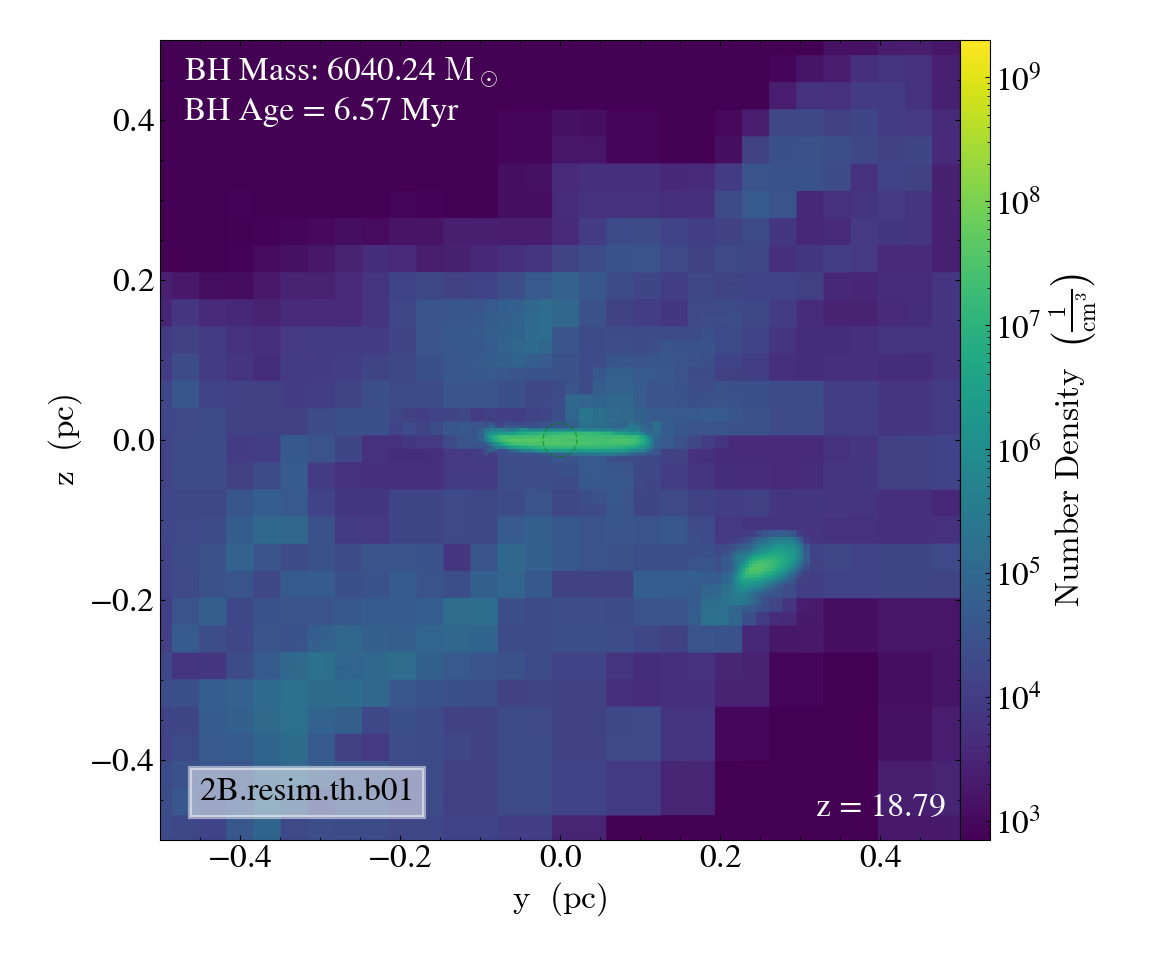 BH Mass: 6040.24 M⊙
BH Age = 6.57 Myr
0.4
0.2
0.0
−0.2
−0.4
z (pc)
2B.resim.th.b01
z = 18.79
−0.4 −0.2 0.0 0.2 0.4
y (pc)
10⁹
10⁸
10⁷
10⁶
10⁵
10⁴
10³
Number Density (1/cm³)